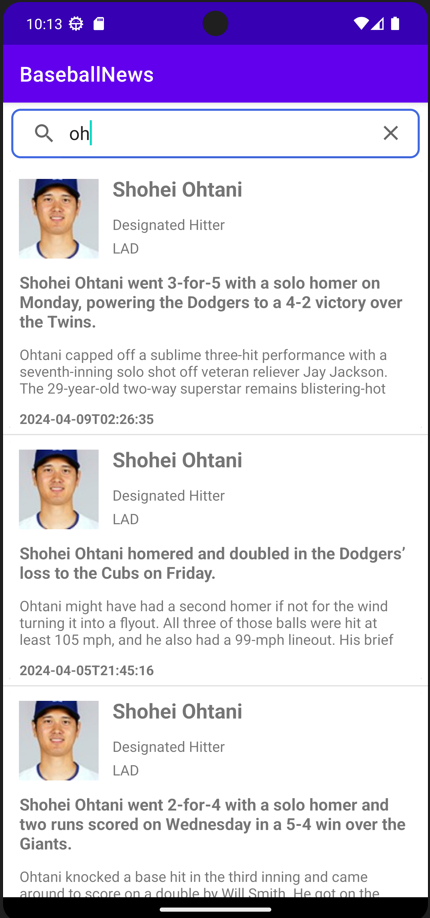 10:13
BaseballNews
oh
Shohei Ohtani
Designated Hitter
LAD
Shohei Ohtani went 3-for-5 with a solo homer on
Monday, powering the Dodgers to a 4-2 victory over
the Twins.
Ohtani capped off a sublime three-hit performance with a
seventh-inning solo shot off veteran reliever Jay Jackson.
The 29-year-old two-way superstar remains blistering-hot
2024-04-09T02:26:35
Shohei Ohtani
Designated Hitter
LAD
Shohei Ohtani homered and doubled in the Dodgers’
loss to the Cubs on Friday.
Ohtani might have had a second homer if not for the wind
turning it into a flyout. All three of those balls were hit at
least 105 mph, and he also had a 99-mph lineout. His brief
2024-04-05T21:45:16
Shohei Ohtani
Designated Hitter
LAD
Shohei Ohtani went 2-for-4 with a solo homer and
two runs scored on Wednesday in a 5-4 win over the
Giants.
Ohtani knocked a base hit in the third inning and came
around to score on a double by Will Smith. He got on the